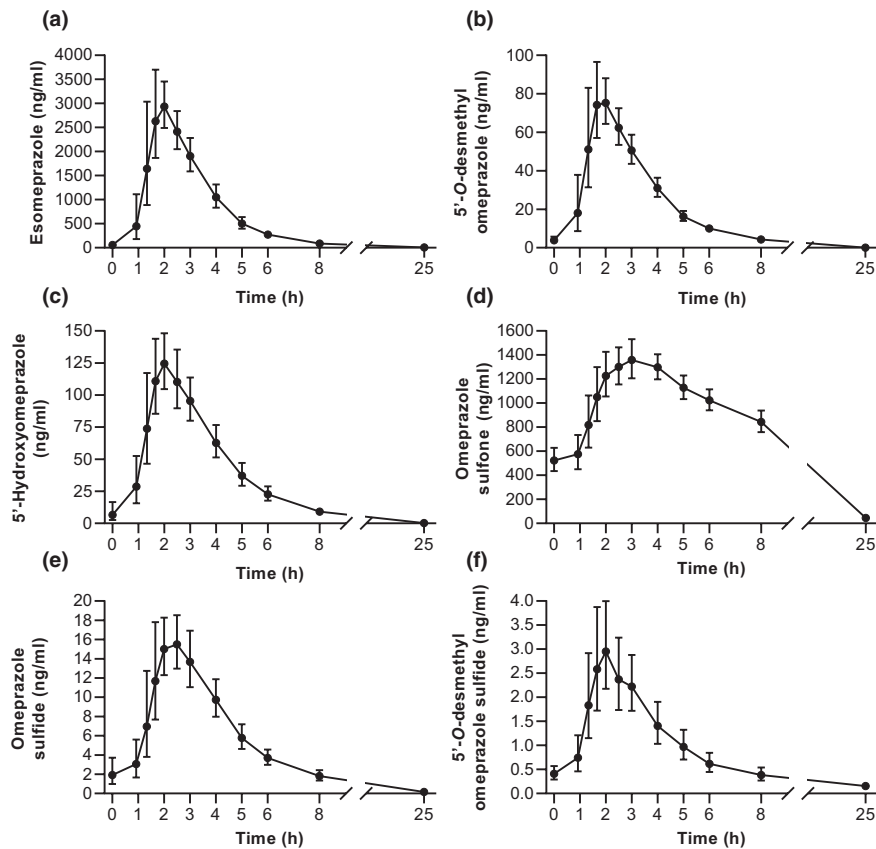 (a)
Esomeprazole (ng/ml)
4000
3500
3000
2500
2000
1500
1000
500
0
0 1 2 3 4 5 6 8 25
Time (h)
(b)
5’-O-desmethyl
omeprazole (ng/ml)
100
80
60
40
20
0
0 1 2 3 4 5 6 8 25
Time (h)
(c)
5’-Hydroxyomeprazole
(ng/ml)
150
125
100
75
50
25
0
0 1 2 3 4 5 6 8 25
Time (h)
(d)
Omeprazole
sulfone (ng/ml)
1600
1400
1200
1000
800
600
400
200
0
0 1 2 3 4 5 6 8 25
Time (h)
(e)
Omeprazole
sulfide (ng/ml)
20
18
16
14
12
10
8
6
4
2
0
0 1 2 3 4 5 6 8 25
Time (h)
(f)
5’-O-desmethyl
omeprazole sulfide (ng/ml)
4.0
3.5
3.0
2.5
2.0
1.5
1.0
0.5
0.0
0 1 2 3 4 5 6 8 25
Time (h)